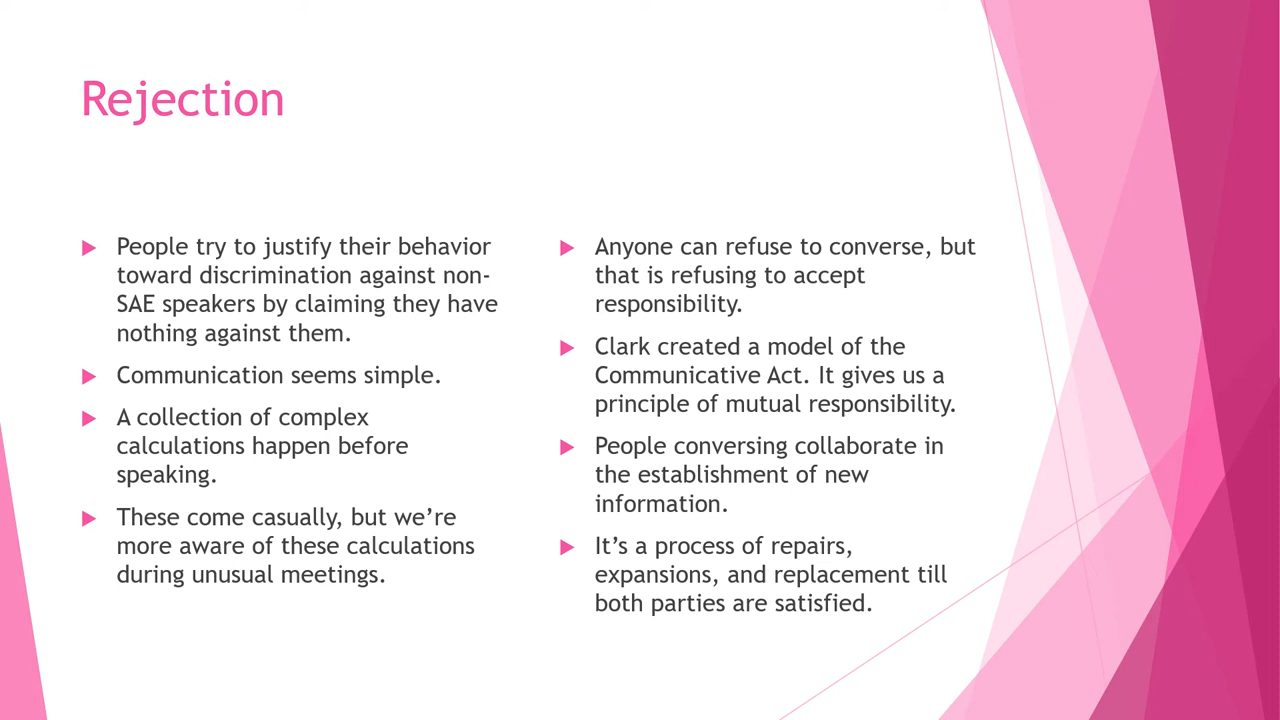 Rejection
People try to justify their behavior
toward discrimination against non-
SAE speakers by claiming they have
nothing against them.
Communication seems simple.
A collection of complex
calculations happen before
speaking.
These come casually, but we’re
more aware of these calculations
during unusual meetings.
Anyone can refuse to converse, but
that is refusing to accept
responsibility.
Clark created a model of the
Communicative Act. It gives us a
principle of mutual responsibility.
People conversing collaborate in
the establishment of new
information.
It’s a process of repairs,
expansions, and replacement till
both parties are satisfied.